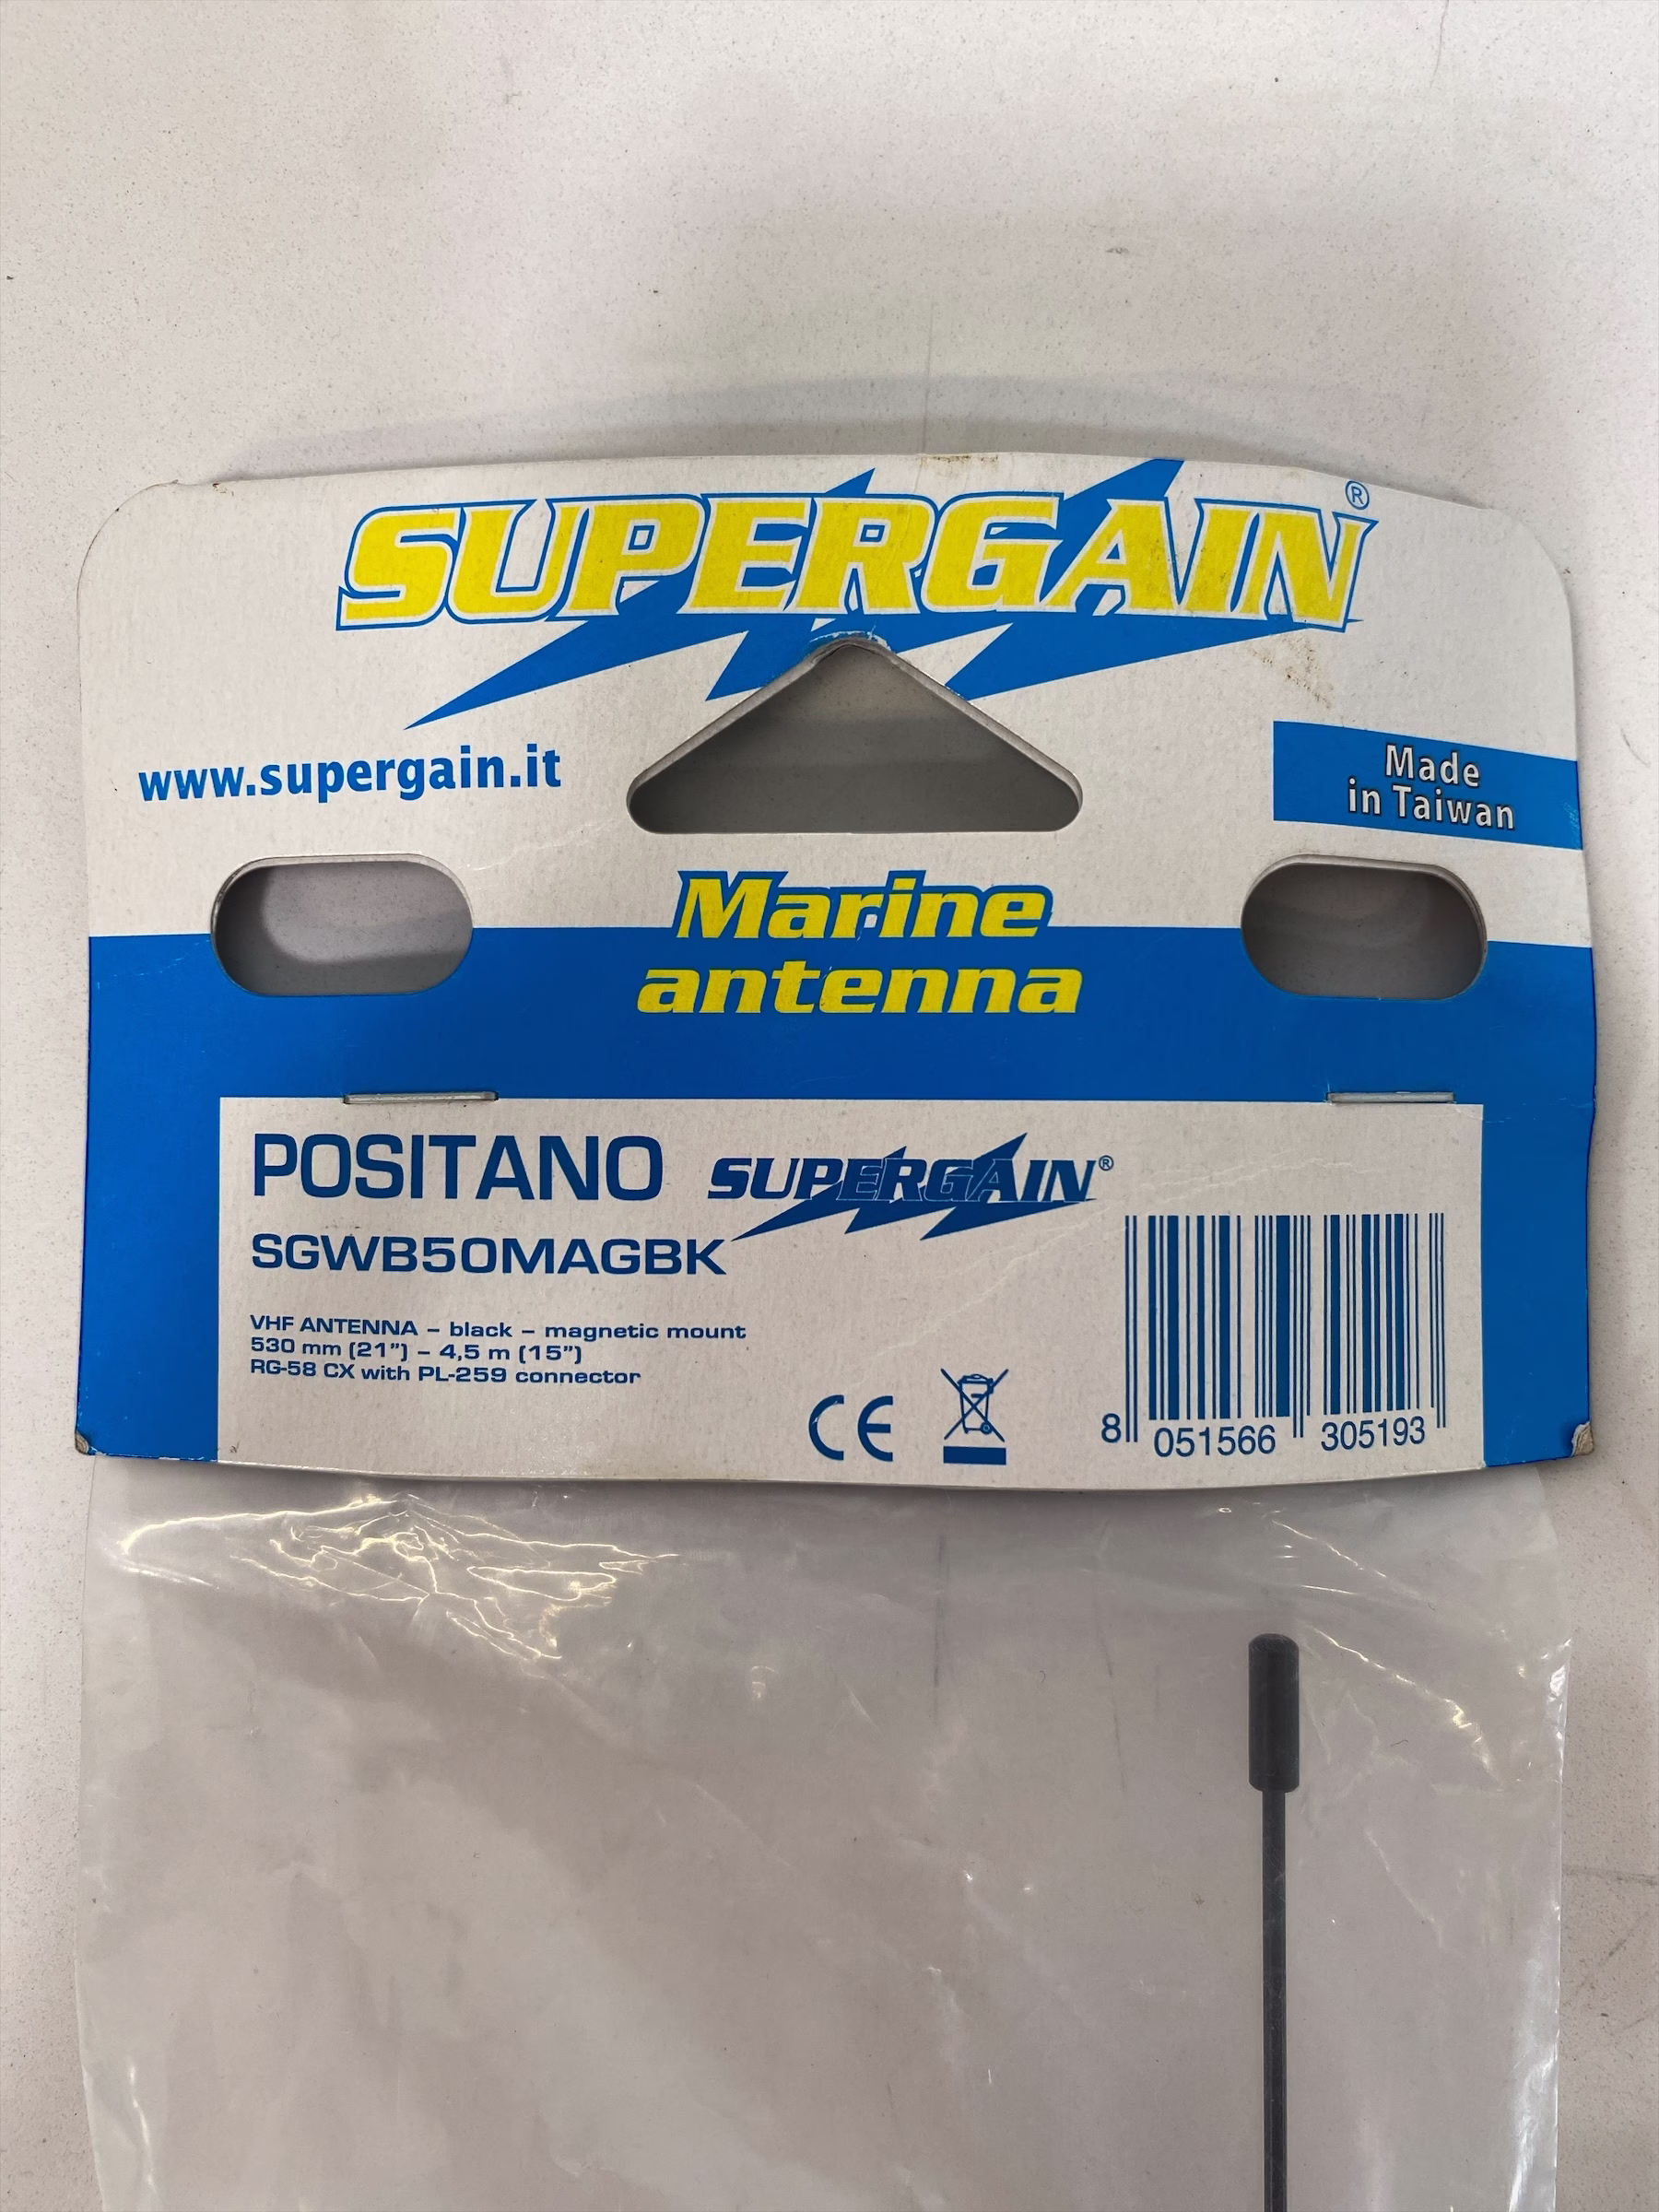 SUPERGAIN®
www.supergain.it
Made
in Taiwan
Marine
antenna
POSITANO SUPERGAIN®
SGWB50MAGBK
VHF ANTENNA – black – magnetic mount
530 mm (21”) – 4,5 m (15”)
RG-58 CX with PL-259 connector
CE
8 051566 305193